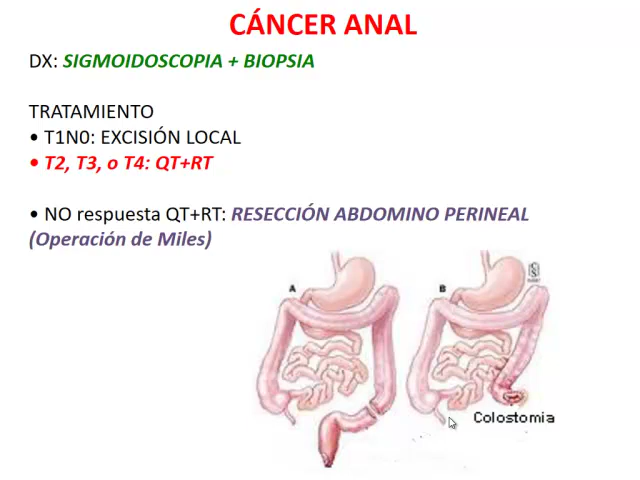 CÁNCER ANAL
DX: SIGMOIDOSCOPIA + BIOPSIA
TRATAMIENTO
• T1N0: EXCISIÓN LOCAL
• T2, T3, o T4: QT+RT
• NO respuesta QT+RT: RESECCIÓN ABDOMINO PERINEAL
(Operación de Miles)
A B
Colostomia